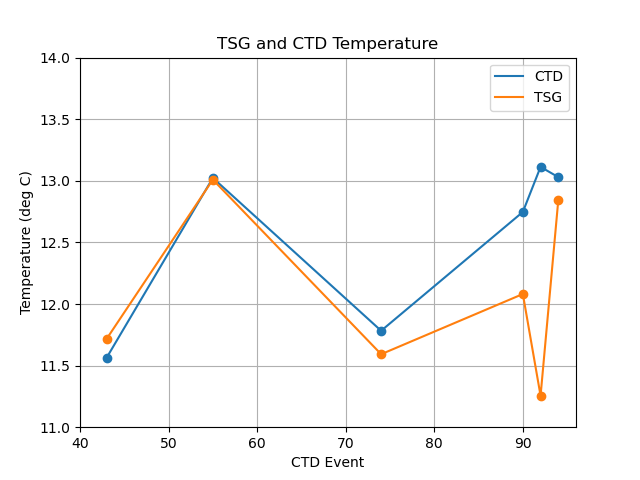 TSG and CTD Temperature
CTD
TSG
14.0
13.5
13.0
12.5
12.0
11.5
11.0
Temperature (deg C)
40 50 60 70 80 90
CTD Event